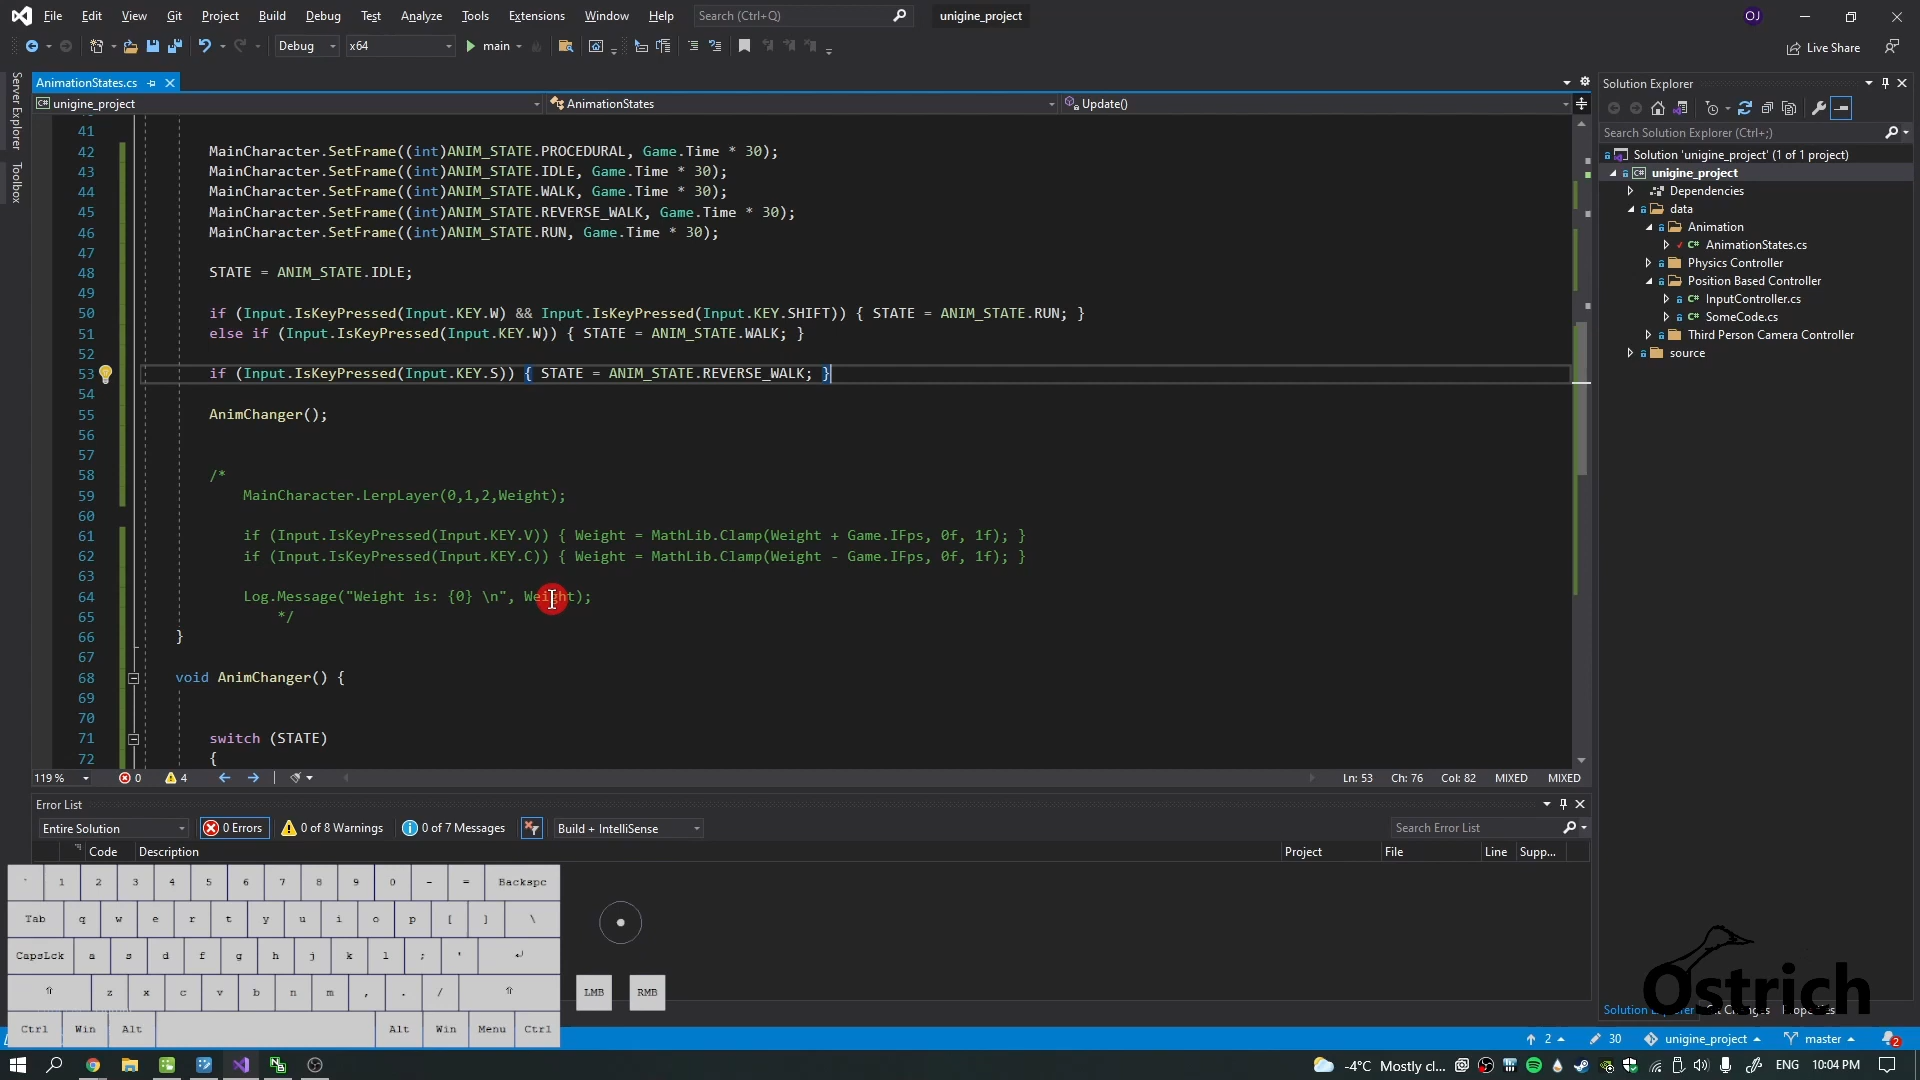 File Edit View Git Project Build Debug Test Analyze Tools Extensions Window Help Search (Ctrl+Q) unigine_project OJ
Debug x64 main Live Share
Server Explorer
Toolbox
AnimationStates.cs
unigine_project AnimationStates Update()
41
42 MainCharacter.SetFrame((int)ANIM_STATE.PROCEDURAL, Game.Time * 30);
43 MainCharacter.SetFrame((int)ANIM_STATE.IDLE, Game.Time * 30);
44 MainCharacter.SetFrame((int)ANIM_STATE.WALK, Game.Time * 30);
45 MainCharacter.SetFrame((int)ANIM_STATE.REVERSE_WALK, Game.Time * 30);
46 MainCharacter.SetFrame((int)ANIM_STATE.RUN, Game.Time * 30);
47
48 STATE = ANIM_STATE.IDLE;
49
50 if (Input.IsKeyPressed(Input.KEY.W) && Input.IsKeyPressed(Input.KEY.SHIFT)) { STATE = ANIM_STATE.RUN; }
51 else if (Input.IsKeyPressed(Input.KEY.W)) { STATE = ANIM_STATE.WALK; }
52
53 if (Input.IsKeyPressed(Input.KEY.S)) { STATE = ANIM_STATE.REVERSE_WALK; }
54
55 AnimChanger();
56
57
58 /*
59 MainCharacter.LerpLayer(0,1,2,Weight);
60
61 if (Input.IsKeyPressed(Input.KEY.V)) { Weight = MathLib.Clamp(Weight + Game.IFps, 0f, 1f); }
62 if (Input.IsKeyPressed(Input.KEY.C)) { Weight = MathLib.Clamp(Weight - Game.IFps, 0f, 1f); }
63
64 Log.Message("Weight is: {0} \n", Weight);
65 */
66 }
67
68 void AnimChanger() {
69
70
71 switch (STATE)
72 {
119 % 0 4 Ln: 53 Ch: 76 Col: 82 MIXED MIXED
Error List
Entire Solution 0 Errors 0 of 8 Warnings 0 of 7 Messages Build + IntelliSense Search Error List
Code Description Project File Line Supp...
Solution Explorer
Search Solution Explorer (Ctrl+;)
Solution 'unigine_project' (1 of 1 project)
unigine_project
Dependencies
data
Animation
AnimationStates.cs
Physics Controller
Position Based Controller
InputController.cs
SomeCode.cs
Third Person Camera Controller
source
` 1 2 3 4 5 6 7 8 9 0 - = Backspc
Tab q w e r t y u i o p [ ] \
CapsLck a s d f g h j k l ; '
z x c v b n m , . /
Ctrl Win Alt Alt Win Menu Ctrl
LMB RMB
Ostrich
Solution Explorer Changes Properties
2 30 unigine_project master 2
-4°C Mostly cl... ENG 10:04 PM